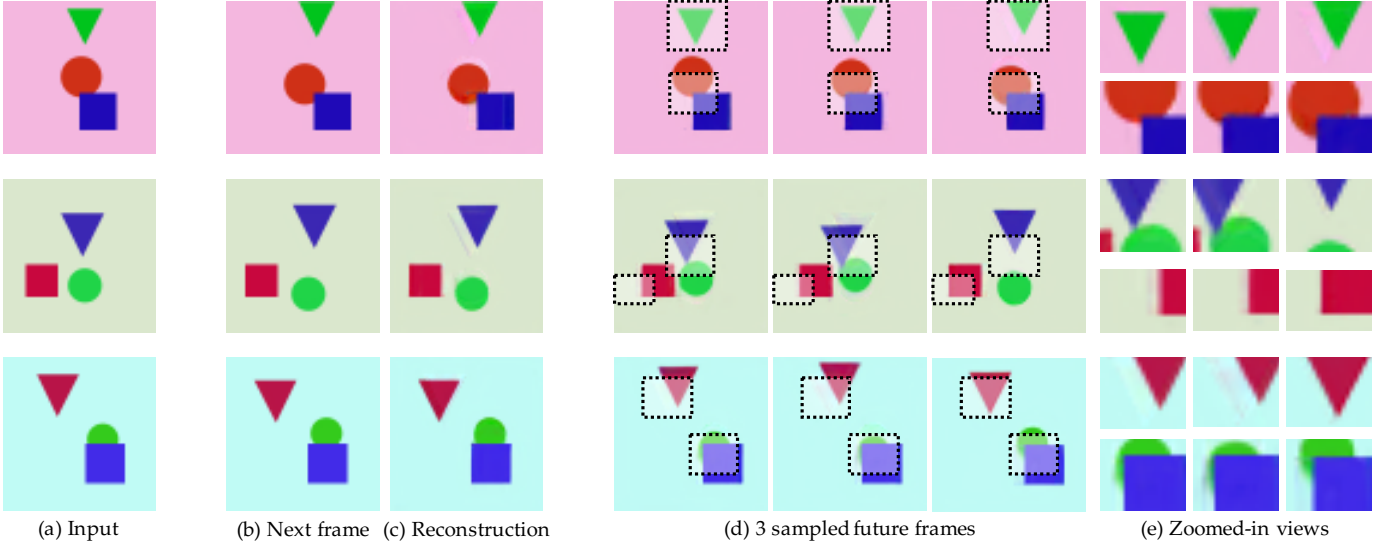 (a) Input
(b) Next frame
(c) Reconstruction
(d) 3 sampled future frames
(e) Zoomed-in views